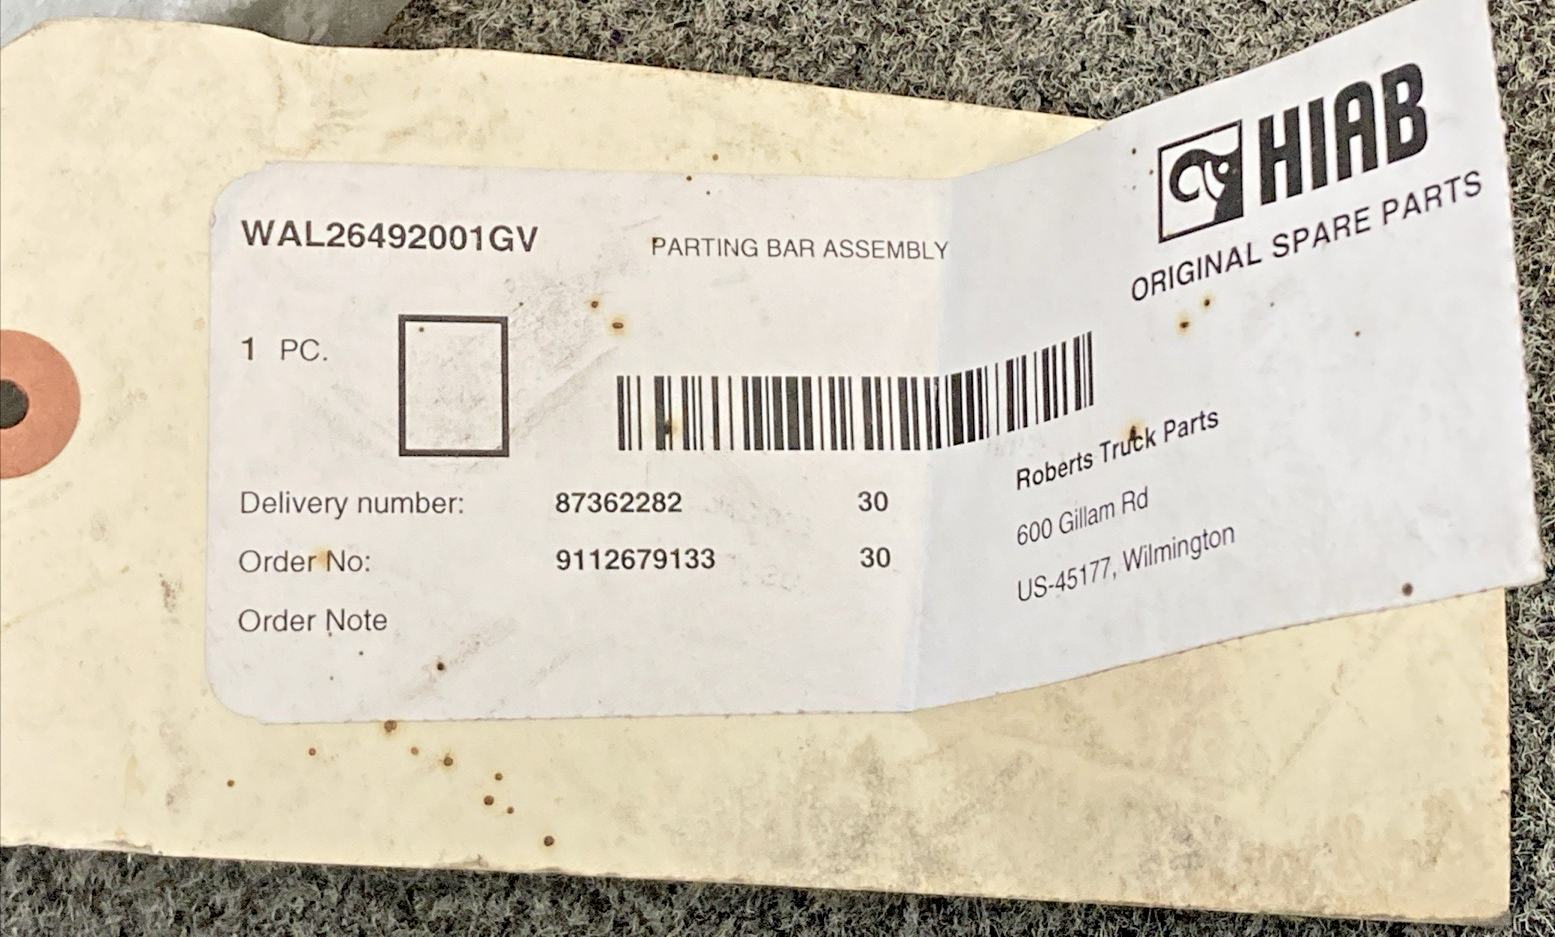 HIAB
ORIGINAL SPARE PARTS
WAL26492001GV PARTING BAR ASSEMBLY
1 PC.
Delivery number: 87362282 30
Order No: 9112679133 30
Order Note
Roberts Truck Parts
600 Gillam Rd
US-45177, Wilmington